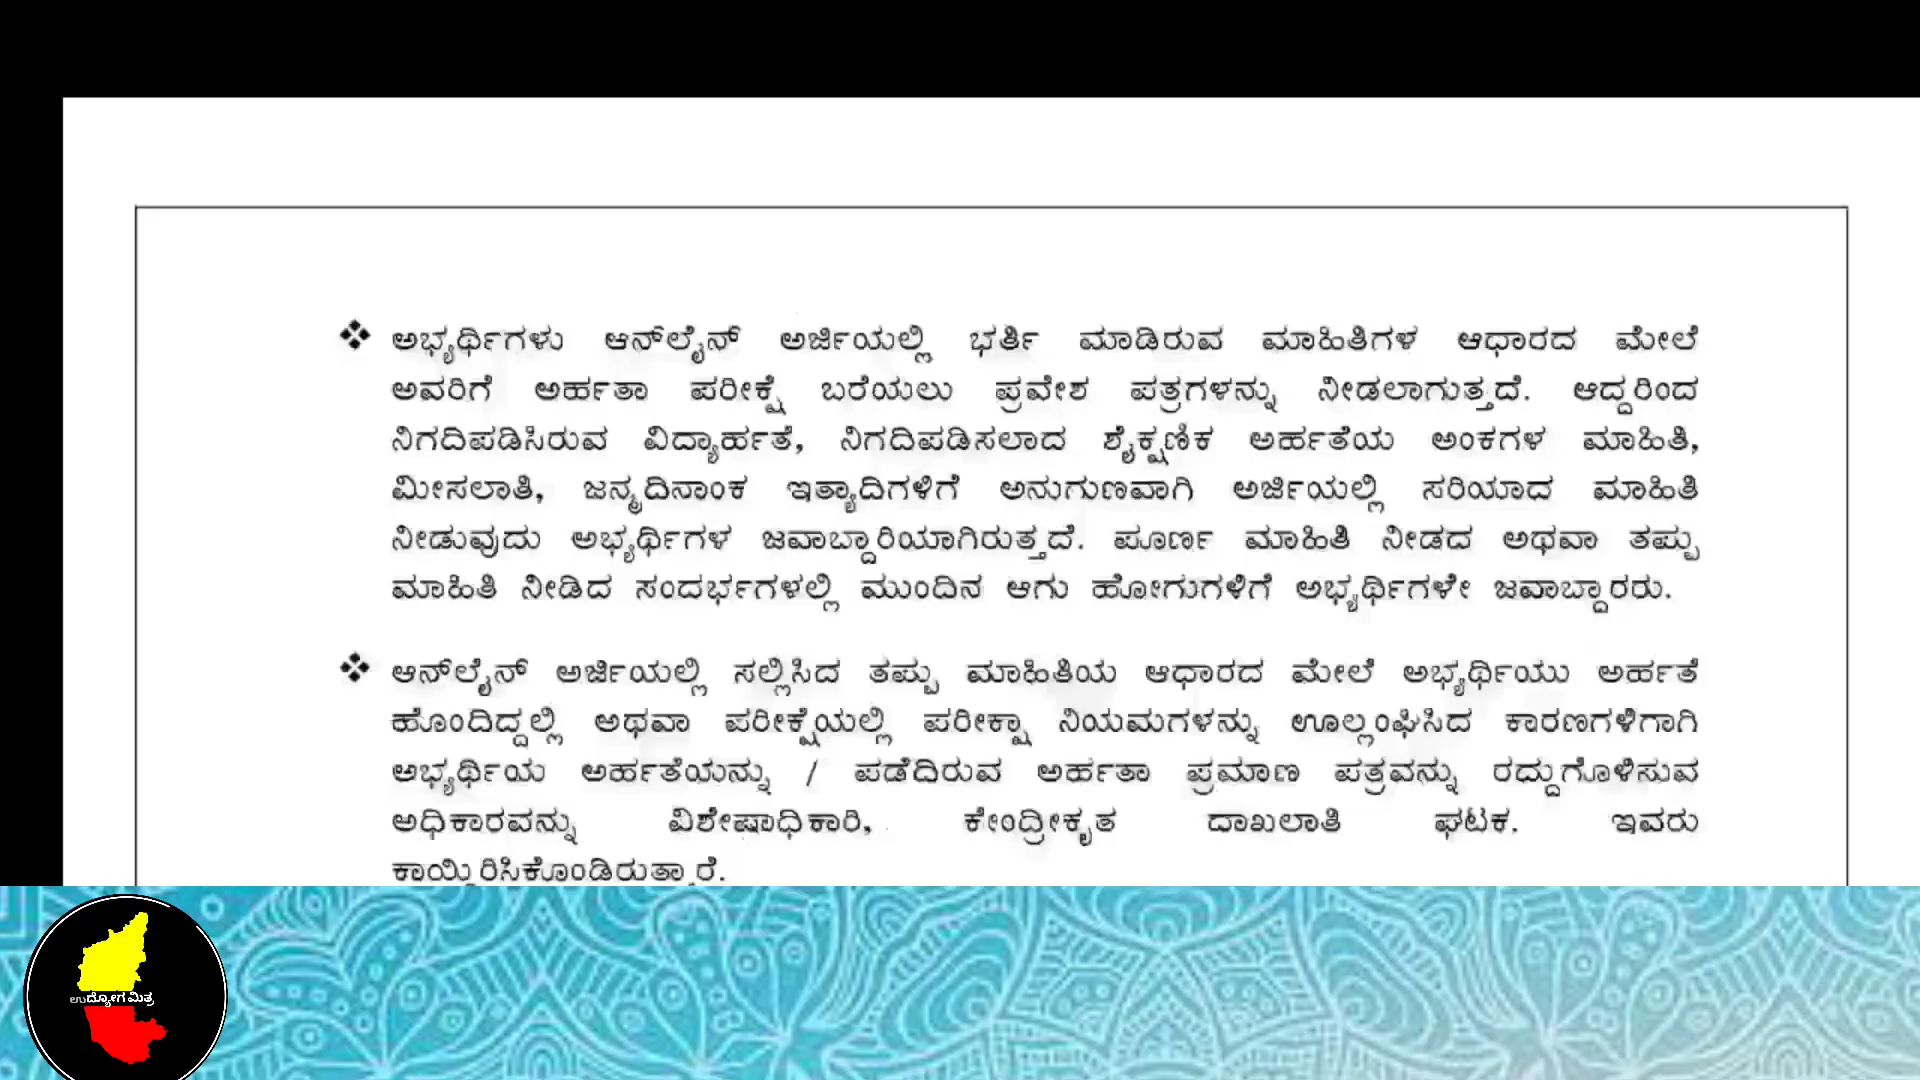 ❖ ಅಭ್ಯರ್ಥಿಗಳು ಆನ್‌ಲೈನ್ ಅರ್ಜಿಯಲ್ಲಿ ಭರ್ತಿ ಮಾಡಿರುವ ಮಾಹಿತಿಗಳ ಆಧಾರದ ಮೇಲೆ
ಅವರಿಗೆ ಅರ್ಹತಾ ಪರೀಕ್ಷೆ ಬರೆಯಲು ಪ್ರವೇಶ ಪತ್ರಗಳನ್ನು ನೀಡಲಾಗುತ್ತದೆ. ಆದ್ದರಿಂದ
ನಿಗದಿಪಡಿಸಿರುವ ವಿದ್ಯಾರ್ಹತೆ, ನಿಗದಿಪಡಿಸಲಾದ ಶೈಕ್ಷಣಿಕ ಅರ್ಹತೆಯ ಅಂಕಗಳ ಮಾಹಿತಿ,
ಮೀಸಲಾತಿ, ಜನ್ಮದಿನಾಂಕ ಇತ್ಯಾದಿಗಳಿಗೆ ಅನುಗುಣವಾಗಿ ಅರ್ಜಿಯಲ್ಲಿ ಸರಿಯಾದ ಮಾಹಿತಿ
ನೀಡುವುದು ಅಭ್ಯರ್ಥಿಗಳ ಜವಾಬ್ದಾರಿಯಾಗಿರುತ್ತದೆ. ಪೂರ್ಣ ಮಾಹಿತಿ ನೀಡದ ಅಥವಾ ತಪ್ಪು
ಮಾಹಿತಿ ನೀಡಿದ ಸಂದರ್ಭಗಳಲ್ಲಿ ಮುಂದಿನ ಆಗು ಹೋಗುಗಳಿಗೆ ಅಭ್ಯರ್ಥಿಗಳೇ ಜವಾಬ್ದಾರರು.
❖ ಆನ್‌ಲೈನ್ ಅರ್ಜಿಯಲ್ಲಿ ಸಲ್ಲಿಸಿದ ತಪ್ಪು ಮಾಹಿತಿಯ ಆಧಾರದ ಮೇಲೆ ಅಭ್ಯರ್ಥಿಯು ಅರ್ಹತೆ
ಹೊಂದಿದ್ದಲ್ಲಿ ಅಥವಾ ಪರೀಕ್ಷೆಯಲ್ಲಿ ಪರೀಕ್ಷಾ ನಿಯಮಗಳನ್ನು ಊಲ್ಲಂಘಿಸಿದ ಕಾರಣಗಳಿಗಾಗಿ
ಅಭ್ಯರ್ಥಿಯ ಅರ್ಹತೆಯನ್ನು / ಪಡೆದಿರುವ ಅರ್ಹತಾ ಪ್ರಮಾಣ ಪತ್ರವನ್ನು ರದ್ದುಗೊಳಿಸುವ
ಅಧಿಕಾರವನ್ನು ವಿಶೇಷಾಧಿಕಾರಿ, ಕೇಂದ್ರೀಕೃತ ದಾಖಲಾತಿ ಘಟಕ. ಇವರು
ಕಾಯ್ದಿರಿಸಿಕೊಂಡಿರುತ್ತಾರೆ.
ಉದ್ಯೋಗ ಮಿತ್ರ